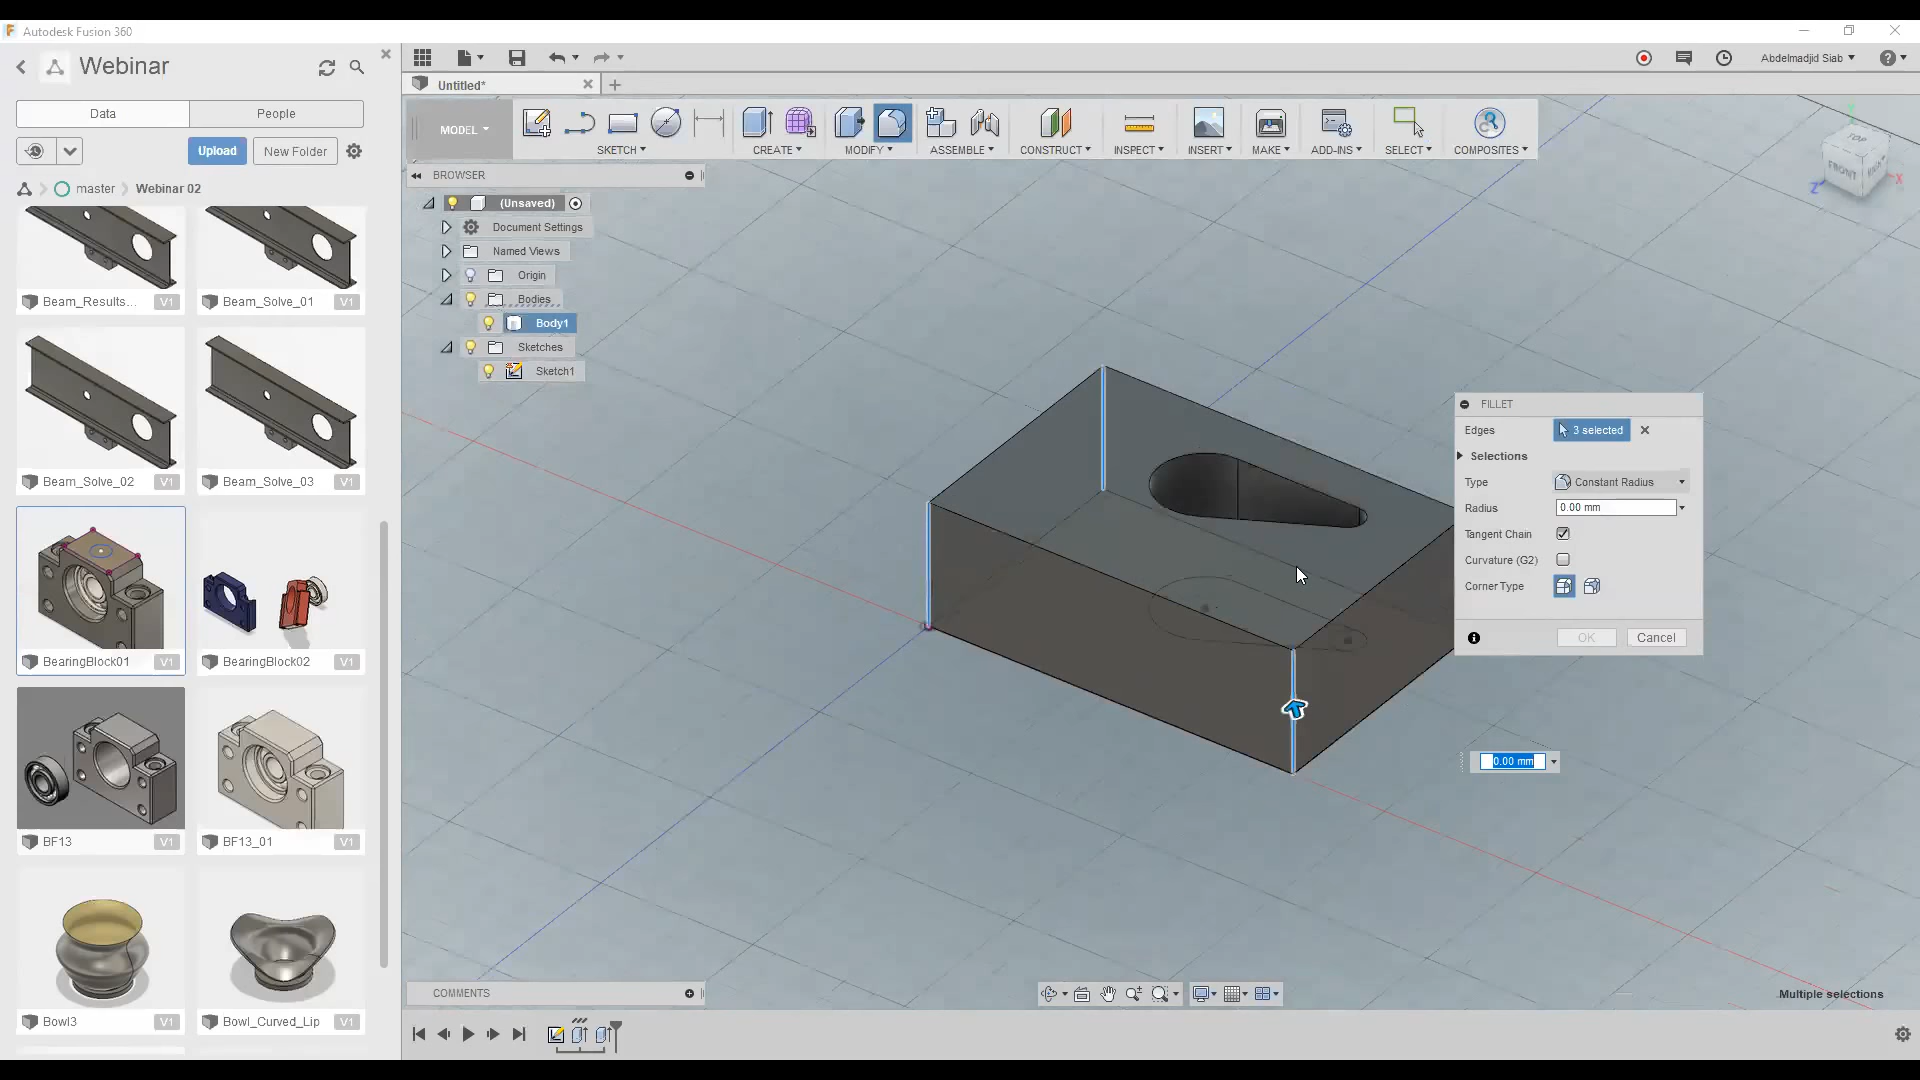 Autodesk Fusion 360
Webinar
Data
People
Upload
New Folder
master
Webinar 02
Beam_Results...
V1
Beam_Solve_01
V1
Beam_Solve_02
V1
Beam_Solve_03
V1
BearingBlock01
V1
BearingBlock02
V1
BF13
V1
BF13_01
V1
Bowl3
V1
Bowl_Curved_Lip
V1
Abdelmadjid Siab
Untitled*
MODEL
SKETCH
CREATE
MODIFY
ASSEMBLE
CONSTRUCT
INSPECT
INSERT
MAKE
ADD-INS
SELECT
COMPOSITES
BROWSER
(Unsaved)
Document Settings
Named Views
Origin
Bodies
Body1
Sketches
Sketch1
TOP
FRONT
Z
X
Y
FILLET
Edges
3 selected
Selections
Type
Constant Radius
Radius
0.00 mm
Tangent Chain
Curvature (G2)
Corner Type
OK
Cancel
0.00 mm
COMMENTS
Multiple selections